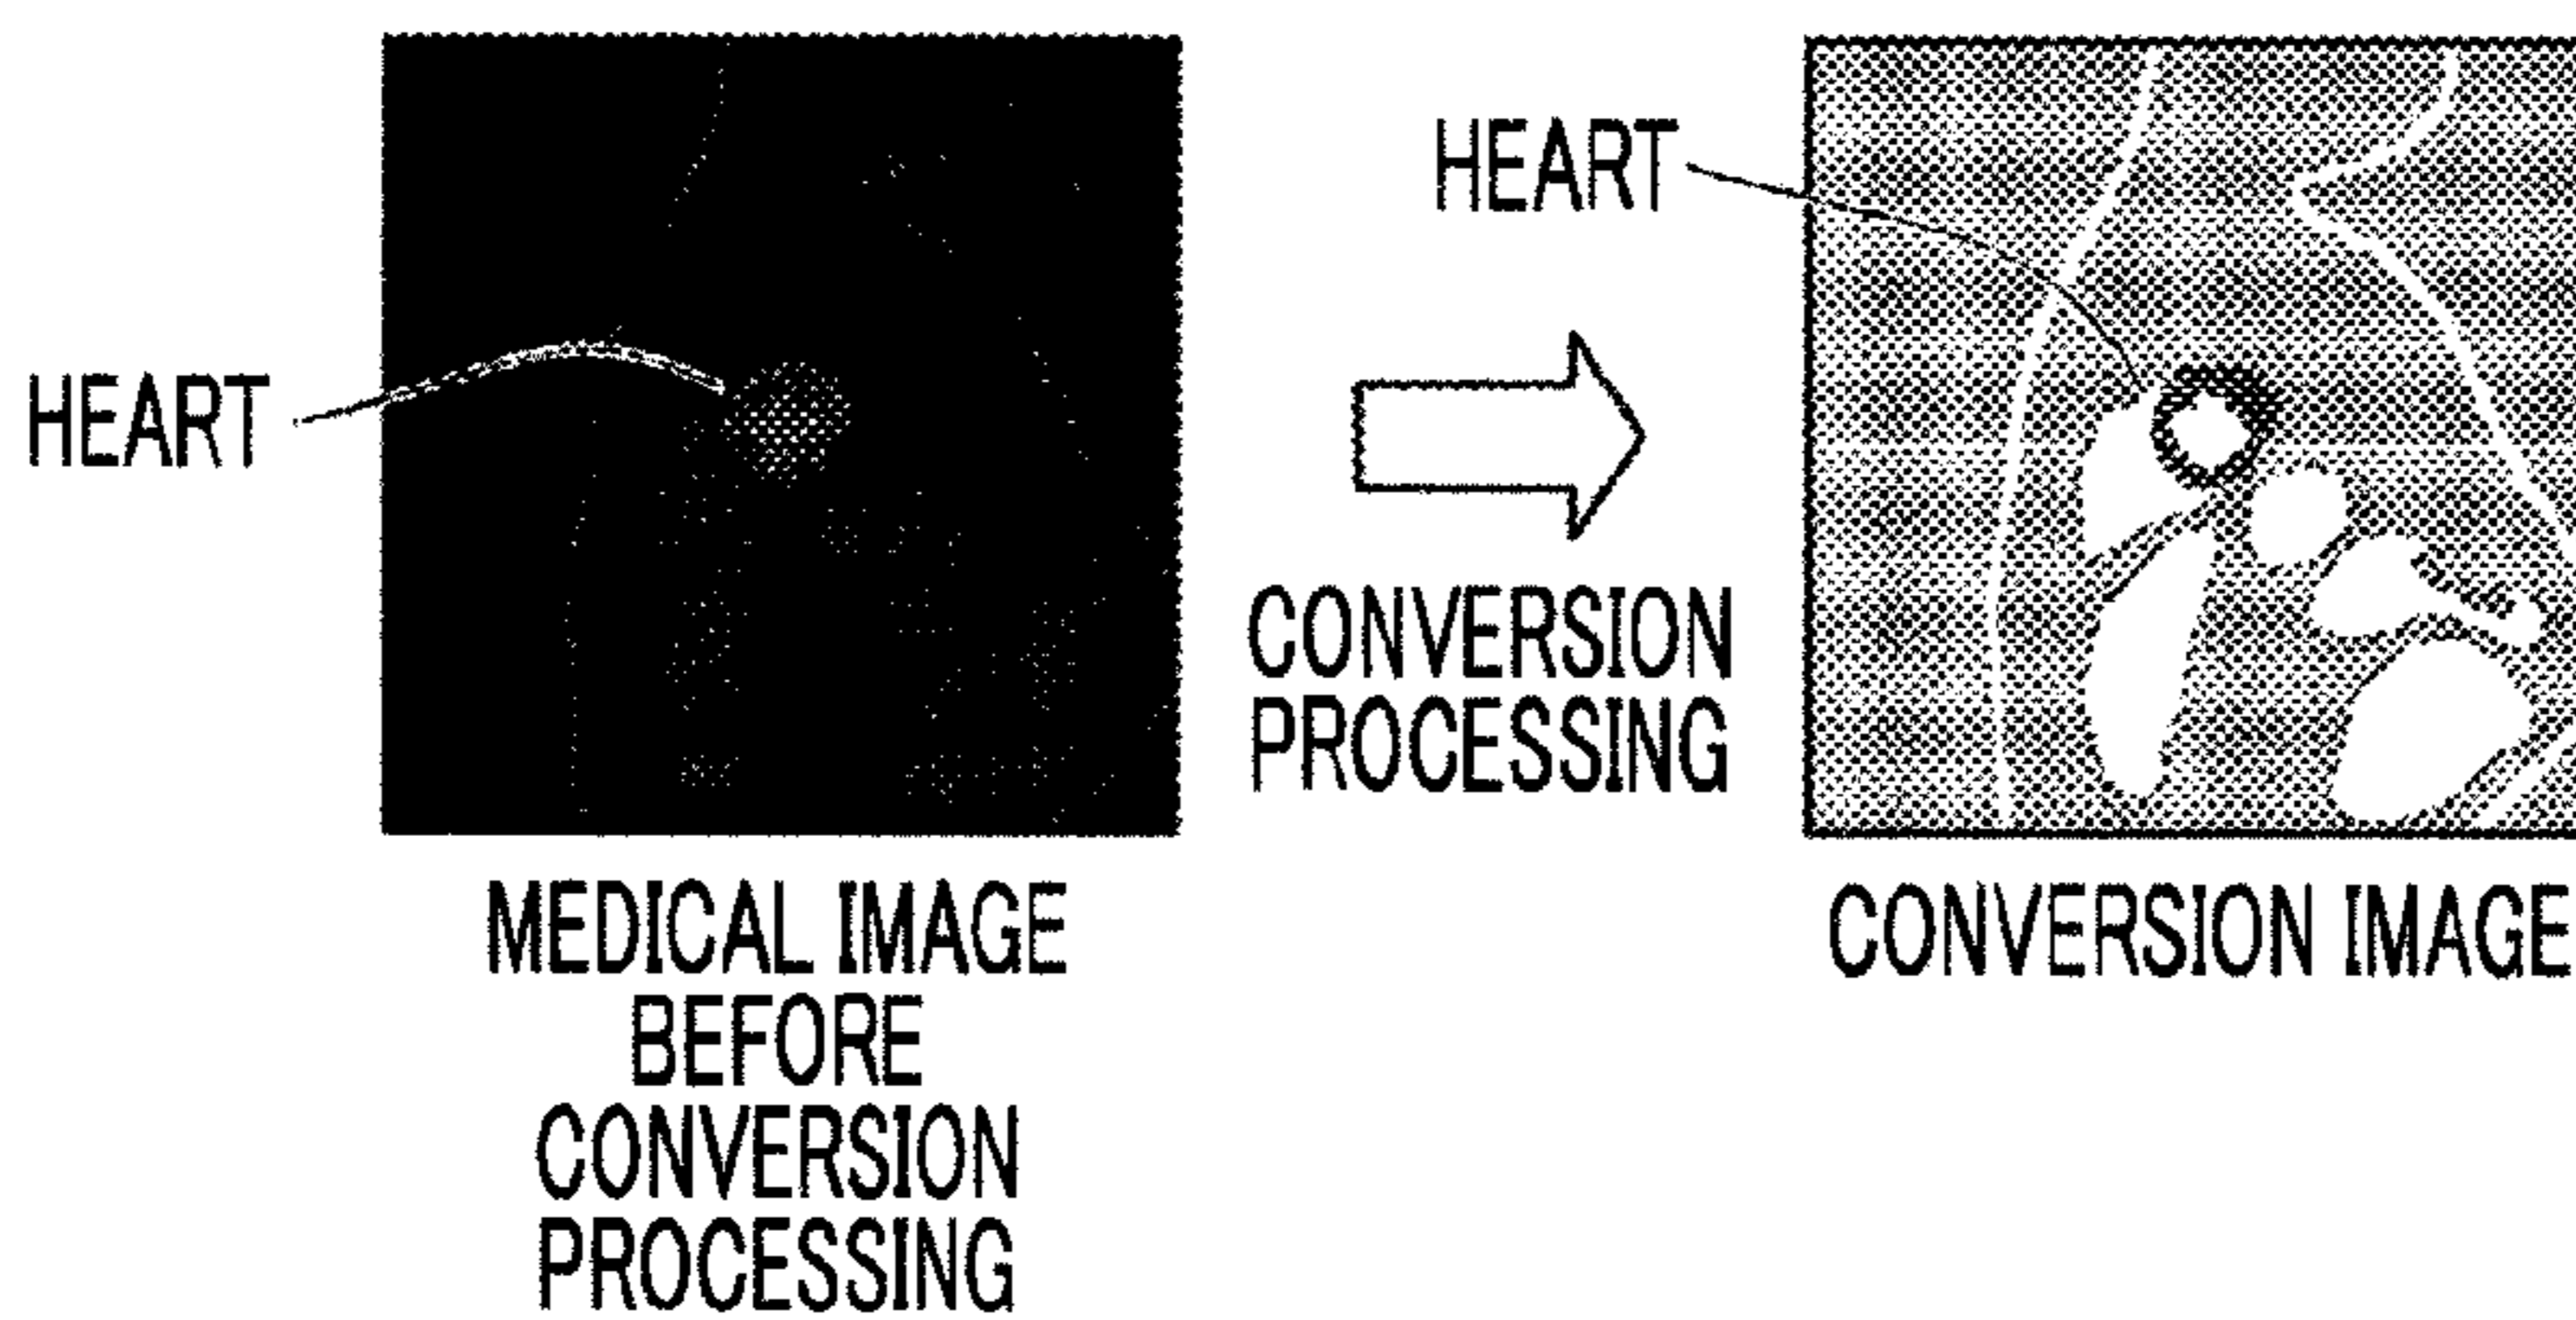 HEART
MEDICAL IMAGE
BEFORE
CONVERSION
PROCESSING
CONVERSION
PROCESSING
HEART
CONVERSION IMAGE